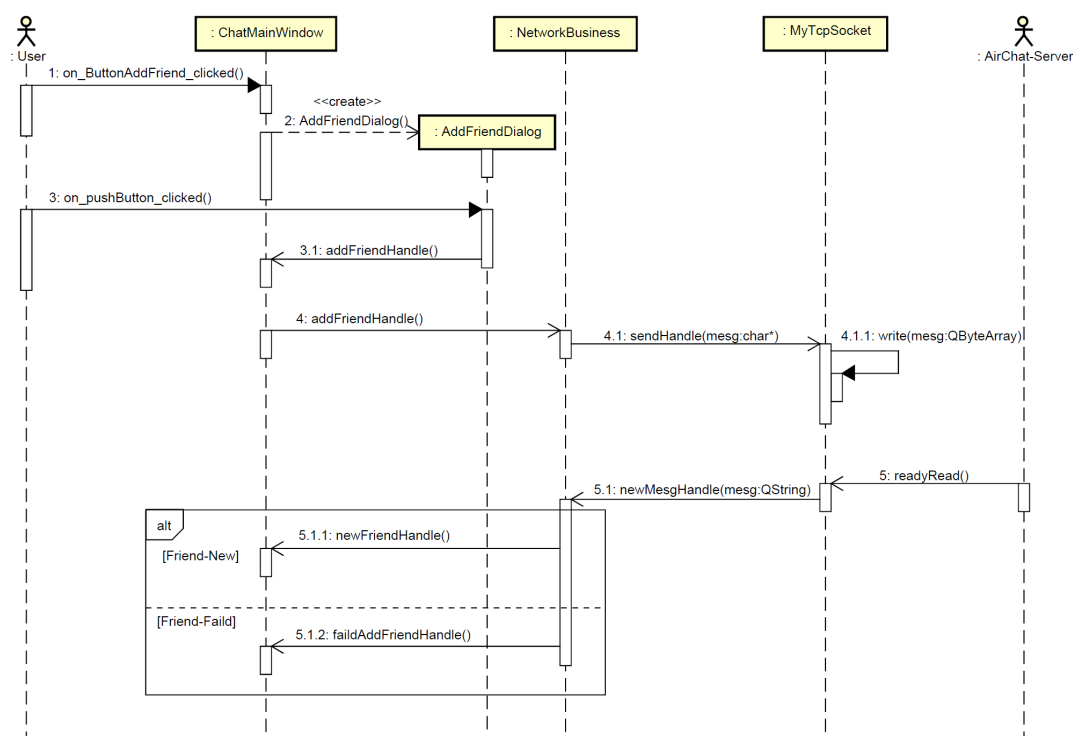 : ChatMainWindow
: NetworkBusiness
: MyTcpSocket
: User
: AirChat-Server
1: on_ButtonAddFriend_clicked()
<<create>>
2: AddFriendDialog()
: AddFriendDialog
3: on_pushButton_clicked()
3.1: addFriendHandle()
4: addFriendHandle()
4.1: sendHandle(mesg:char*)
4.1.1: write(mesg:QByteArray)
5: readyRead()
5.1: newMesgHandle(mesg:QString)
alt
5.1.1: newFriendHandle()
[Friend-New]
[Friend-Faild]
5.1.2: faildAddFriendHandle()